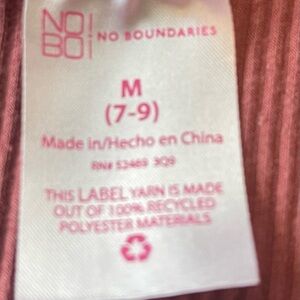 NO
BO
NO BOUNDARIES
M
(7-9)
Made in/Hecho en China
RN# 52469 3Q9
THIS LABEL YARN IS MADE
OUT OF 100% RECYCLED
POLYESTER MATERIALS